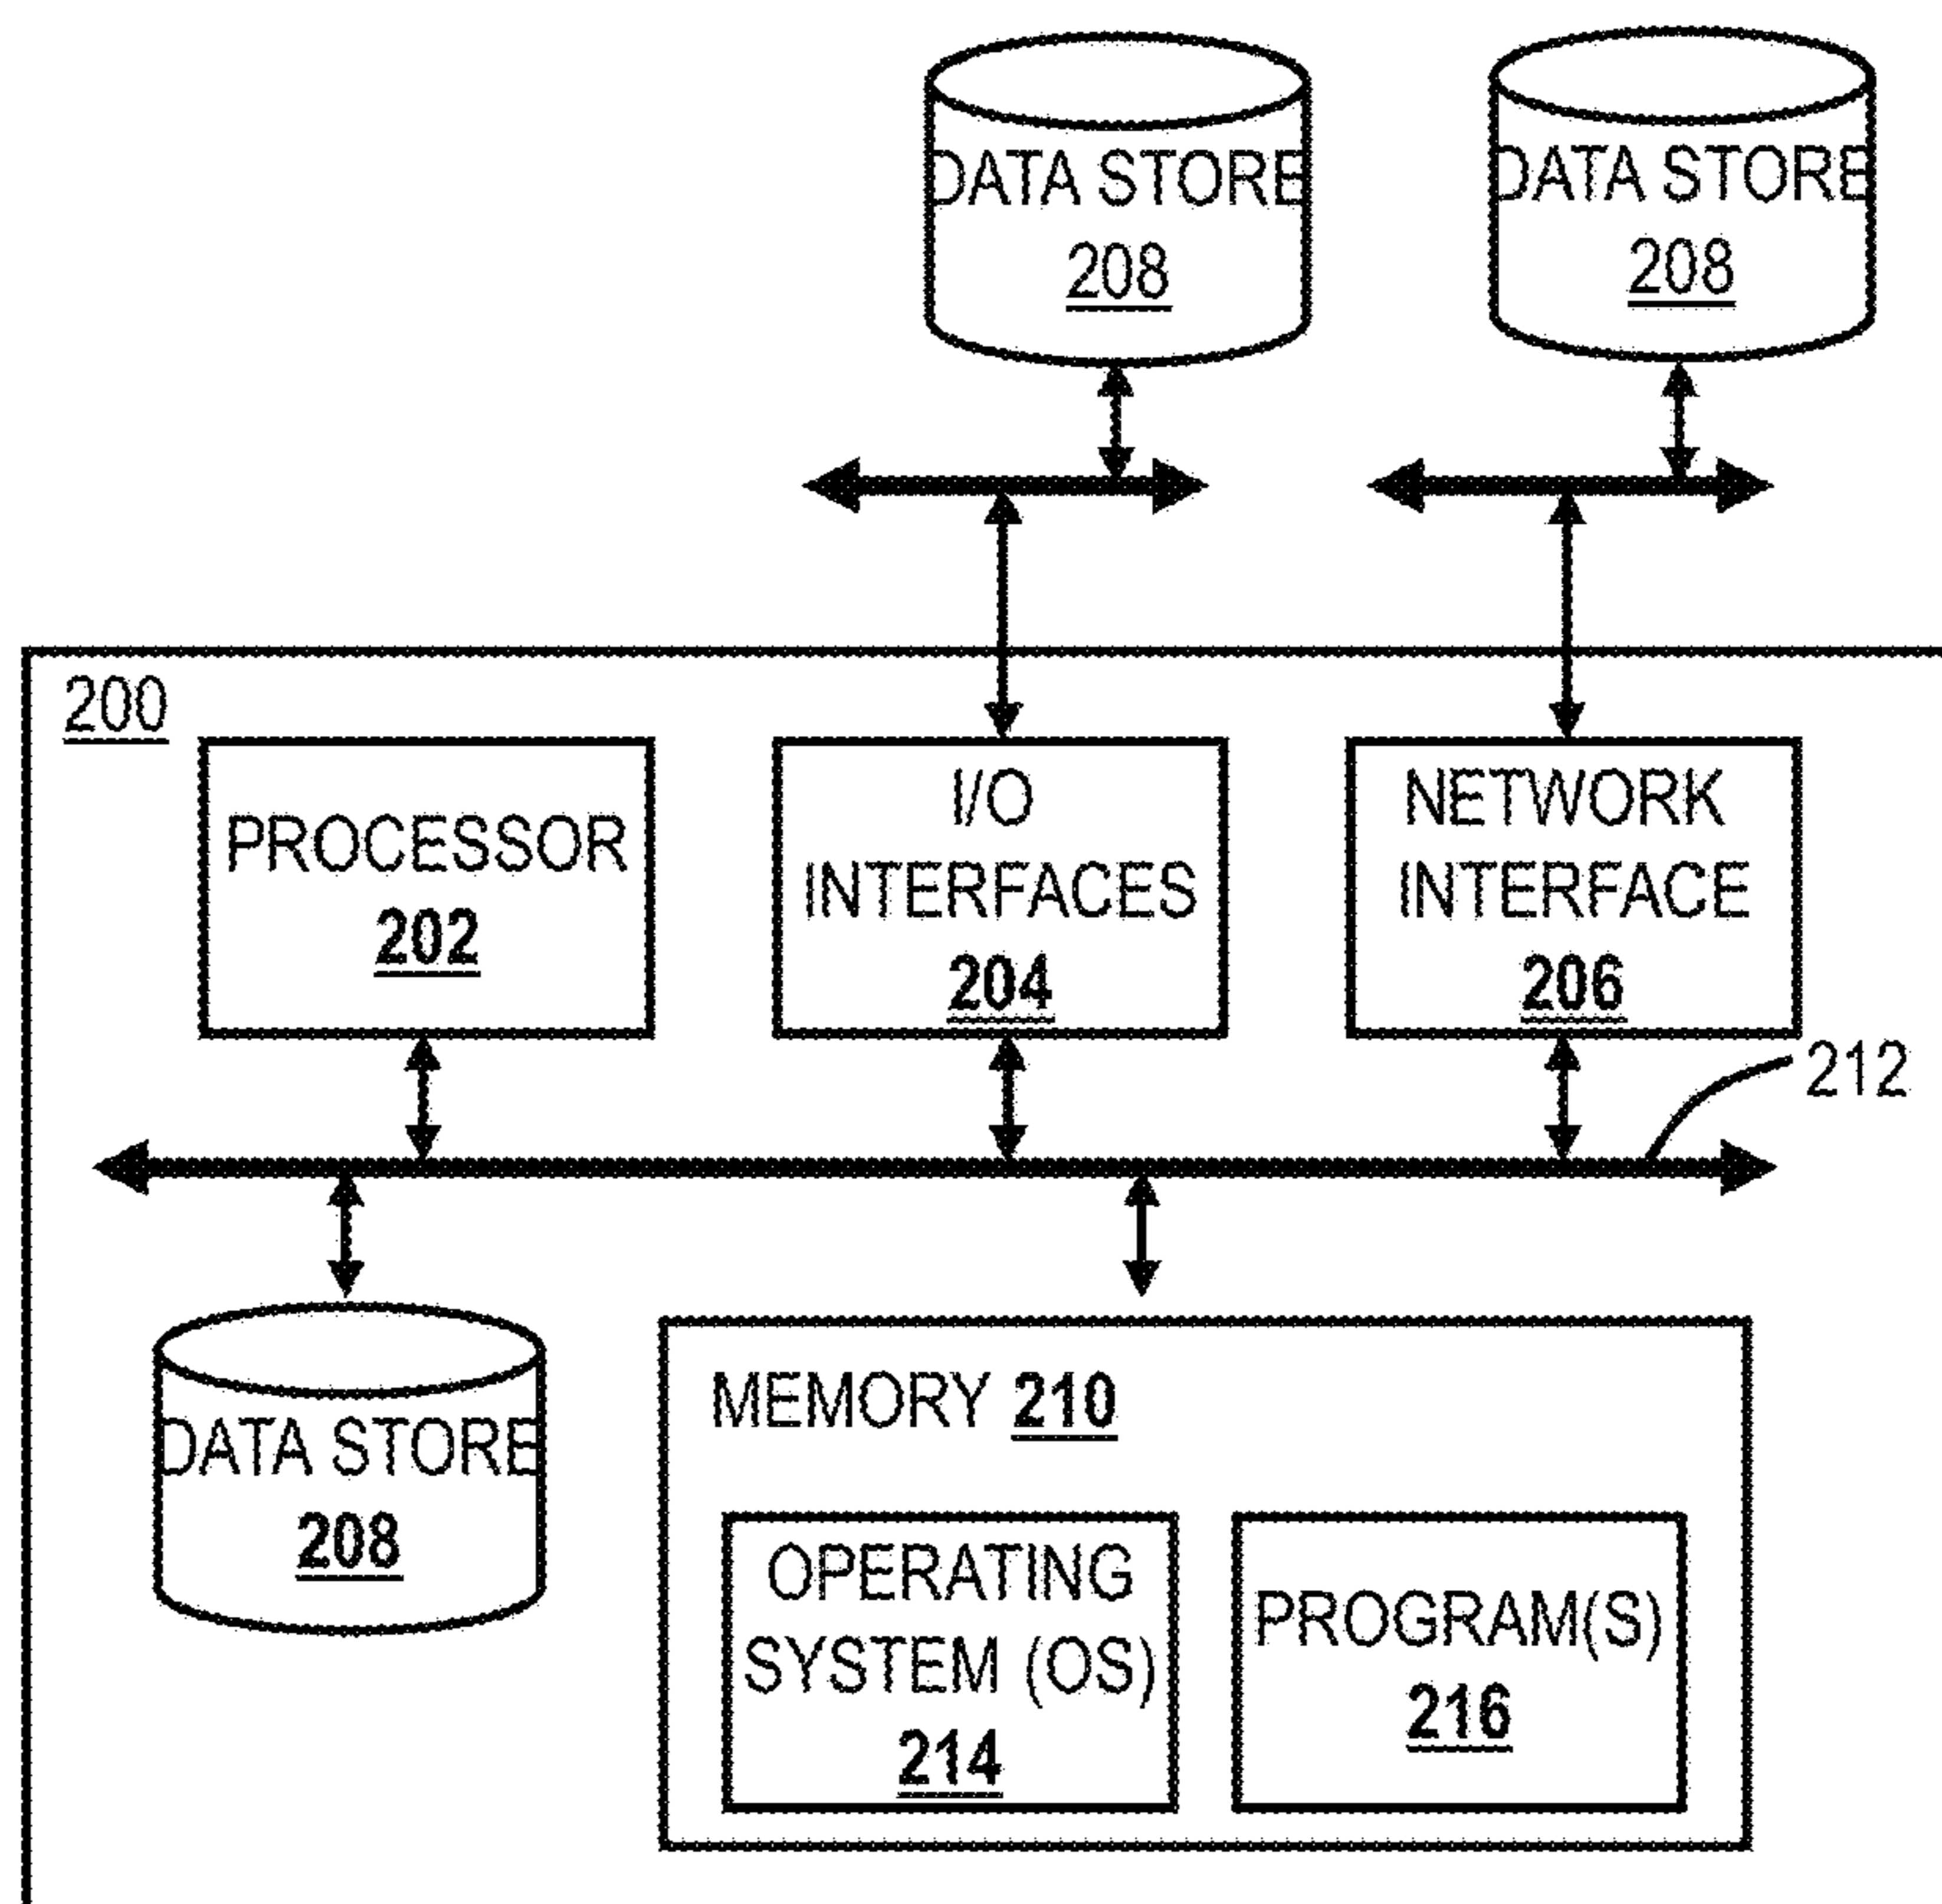 DATA STORE
208
DATA STORE
208
200
PROCESSOR
202
I/O
INTERFACES
204
NETWORK
INTERFACE
206
212
DATA STORE
208
MEMORY 210
OPERATING
SYSTEM (OS)
214
PROGRAM(S)
216